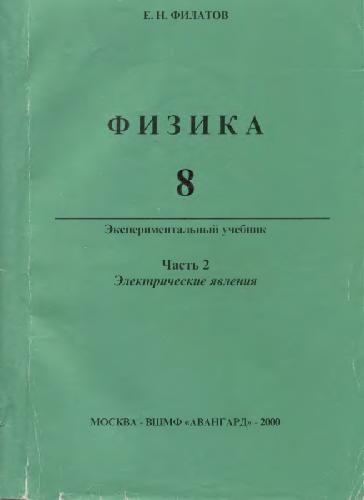 Е. Н. ФИЛАТОВ
ФИЗИКА
8
Экспериментальный учебник
Часть 2
Электрические явления
МОСКВА - ВШМФ «АВАНГАРД» - 2000